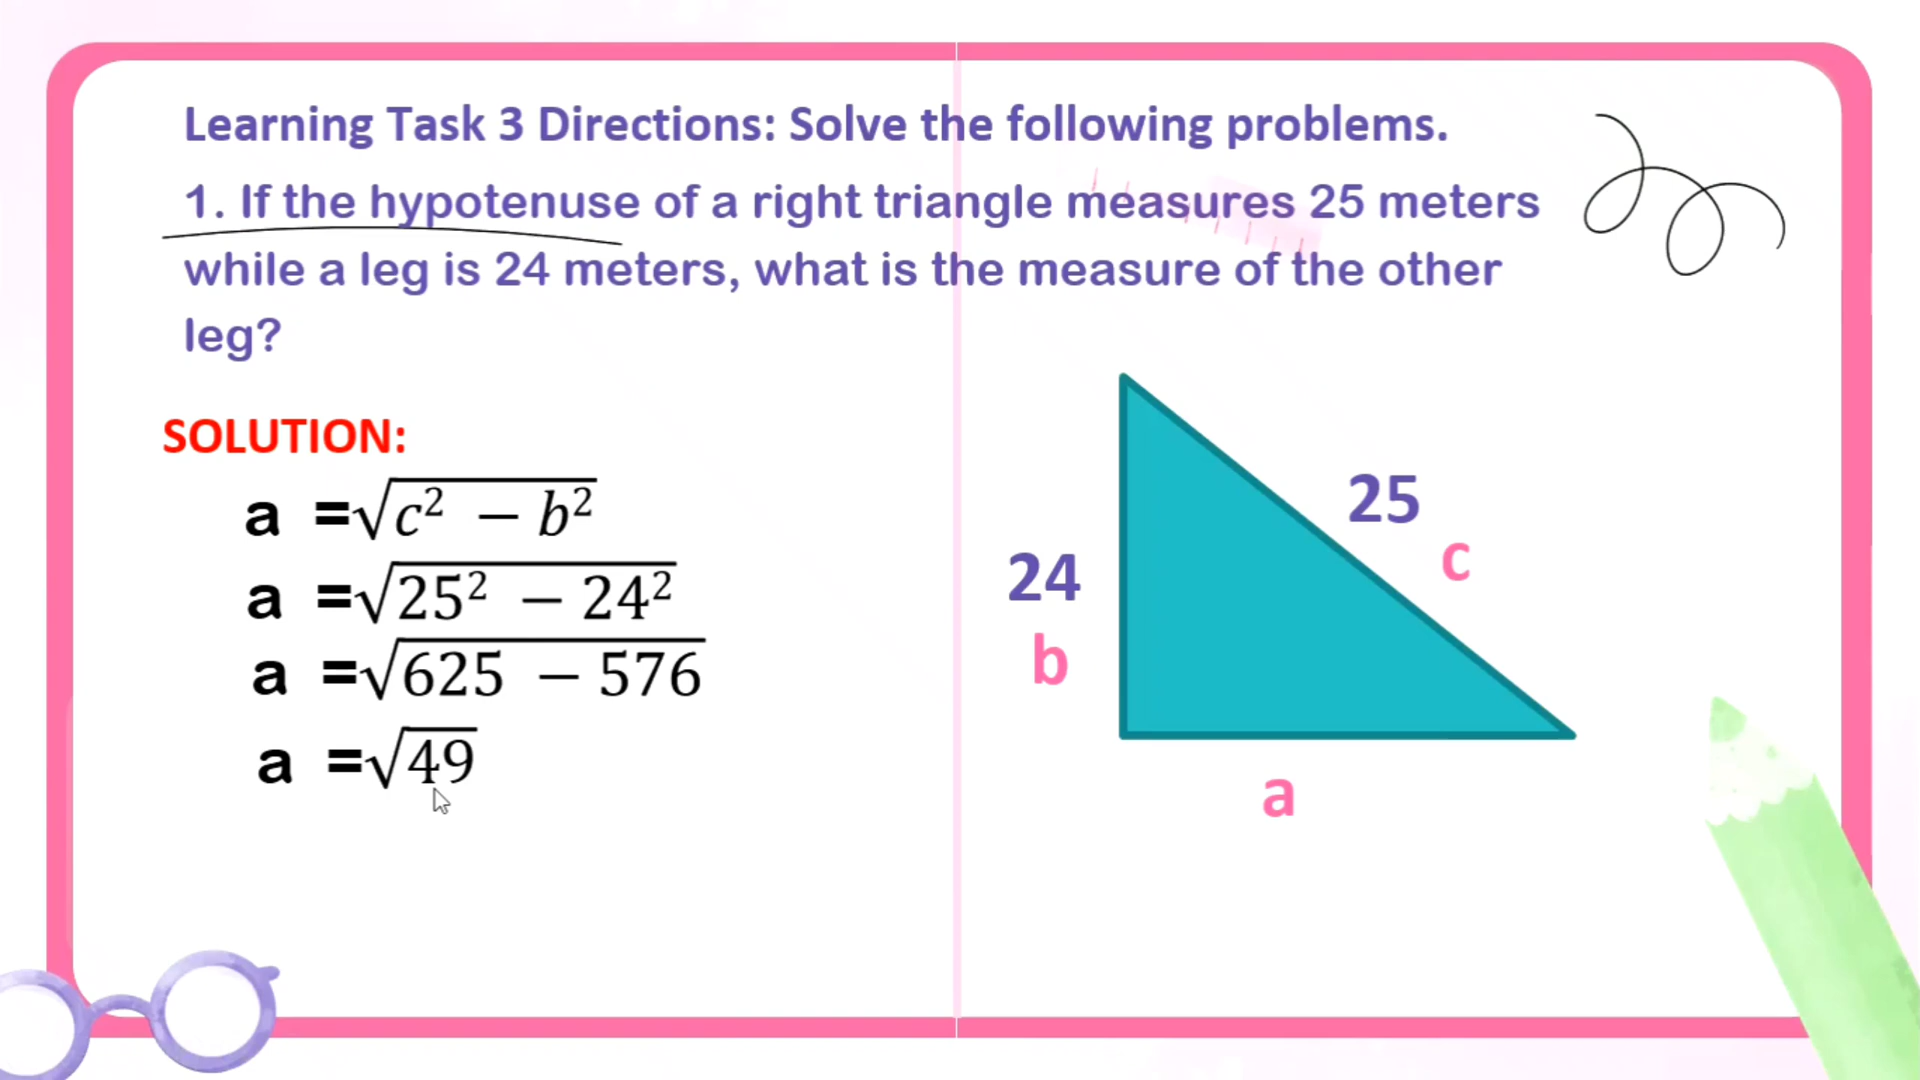 Learning Task 3 Directions: Solve the following problems.
1. If the hypotenuse of a right triangle measures 25 meters
while a leg is 24 meters, what is the measure of the other
leg?
SOLUTION:
a =√(c² − b²)
a =√(25² − 24²)
a =√(625 − 576)
a =√49
25
c
24
b
a